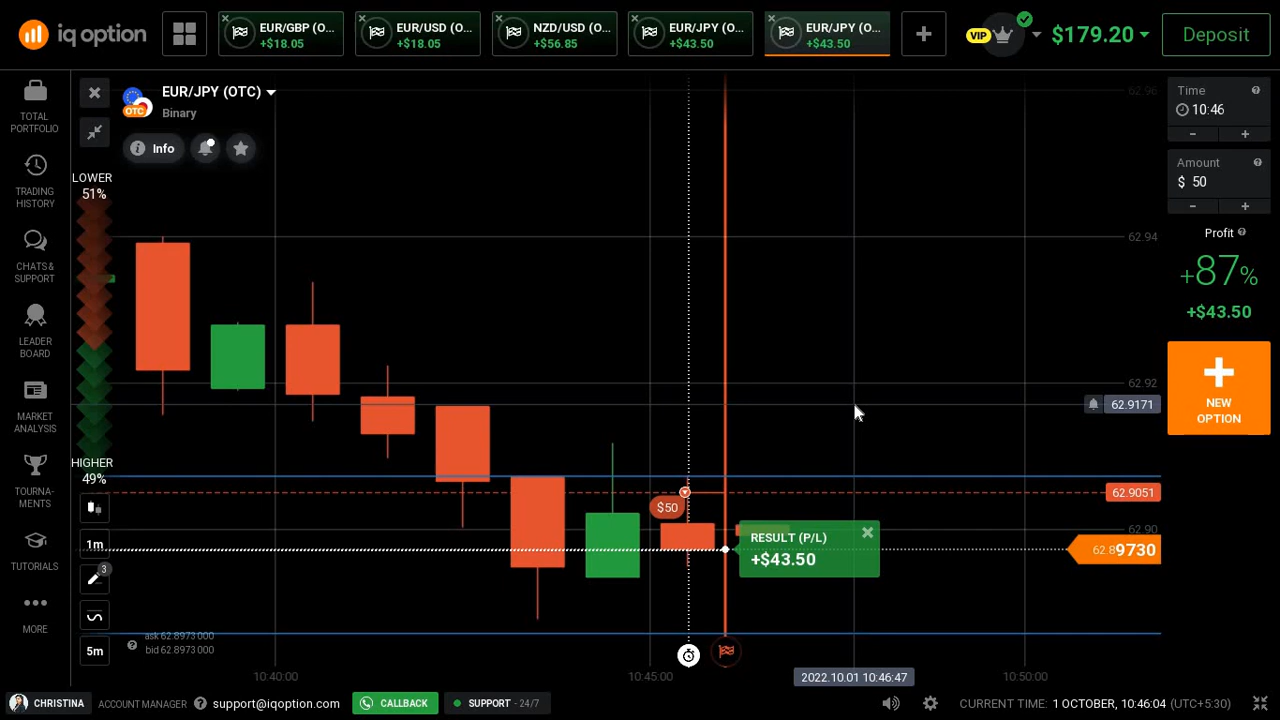 iq option
EUR/GBP (O...
+$18.05
EUR/USD (O...
+$18.05
NZD/USD (O...
+$56.85
EUR/JPY (O...
+$43.50
EUR/JPY (O...
+$43.50
VIP
$179.20
Deposit
TOTAL
PORTFOLIO
TRADING
HISTORY
CHATS &
SUPPORT
LEADER
BOARD
MARKET
ANALYSIS
TOURNA-
MENTS
TUTORIALS
MORE
EUR/JPY (OTC)
OTC
Binary
Info
LOWER
51%
HIGHER
49%
1m
3
5m
ask 62.8973 000
bid 62.8973 000
$50
RESULT (P/L)
+$43.50
62.96
62.94
62.92
62.9171
62.9051
62.90
62.89730
10:40:00
10:45:00
2022.10.01 10:46:47
10:50:00
Time
10:46
Amount
$ 50
Profit
+87%
+$43.50
NEW
OPTION
CHRISTINA
ACCOUNT MANAGER
support@iqoption.com
CALLBACK
SUPPORT - 24/7
CURRENT TIME: 1 OCTOBER, 10:46:04 (UTC+5:30)